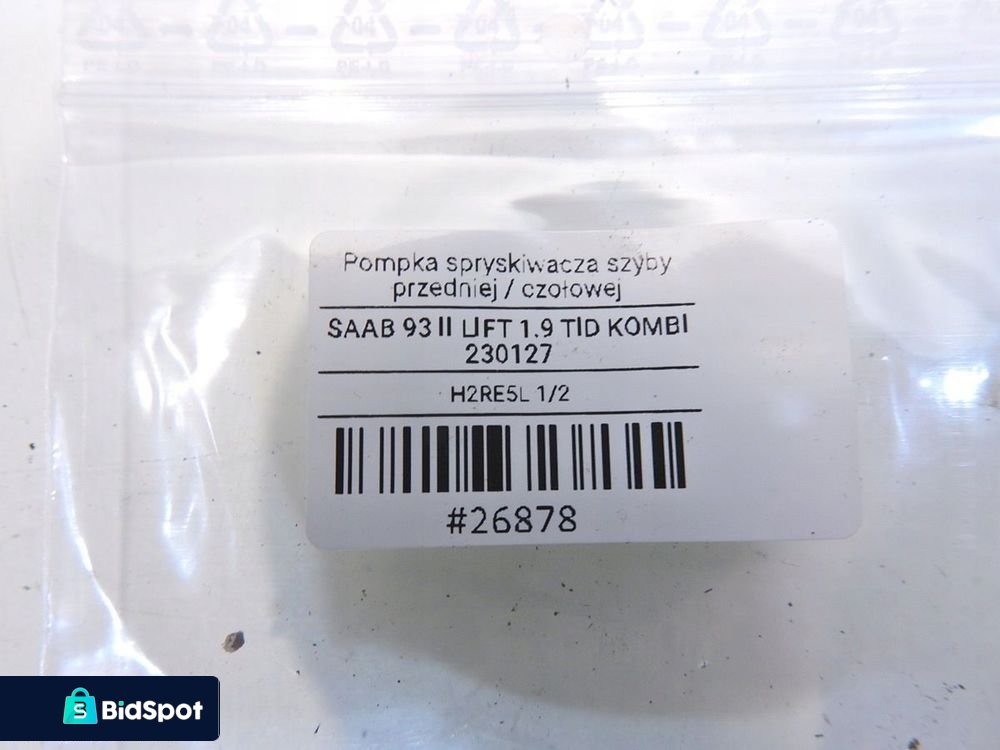 Pompka spryskiwacza szyby
przedniej / czołowej
SAAB 93 II LIFT 1.9 TID KOMBI
230127
H2RE5L 1/2
#26878
BidSpot